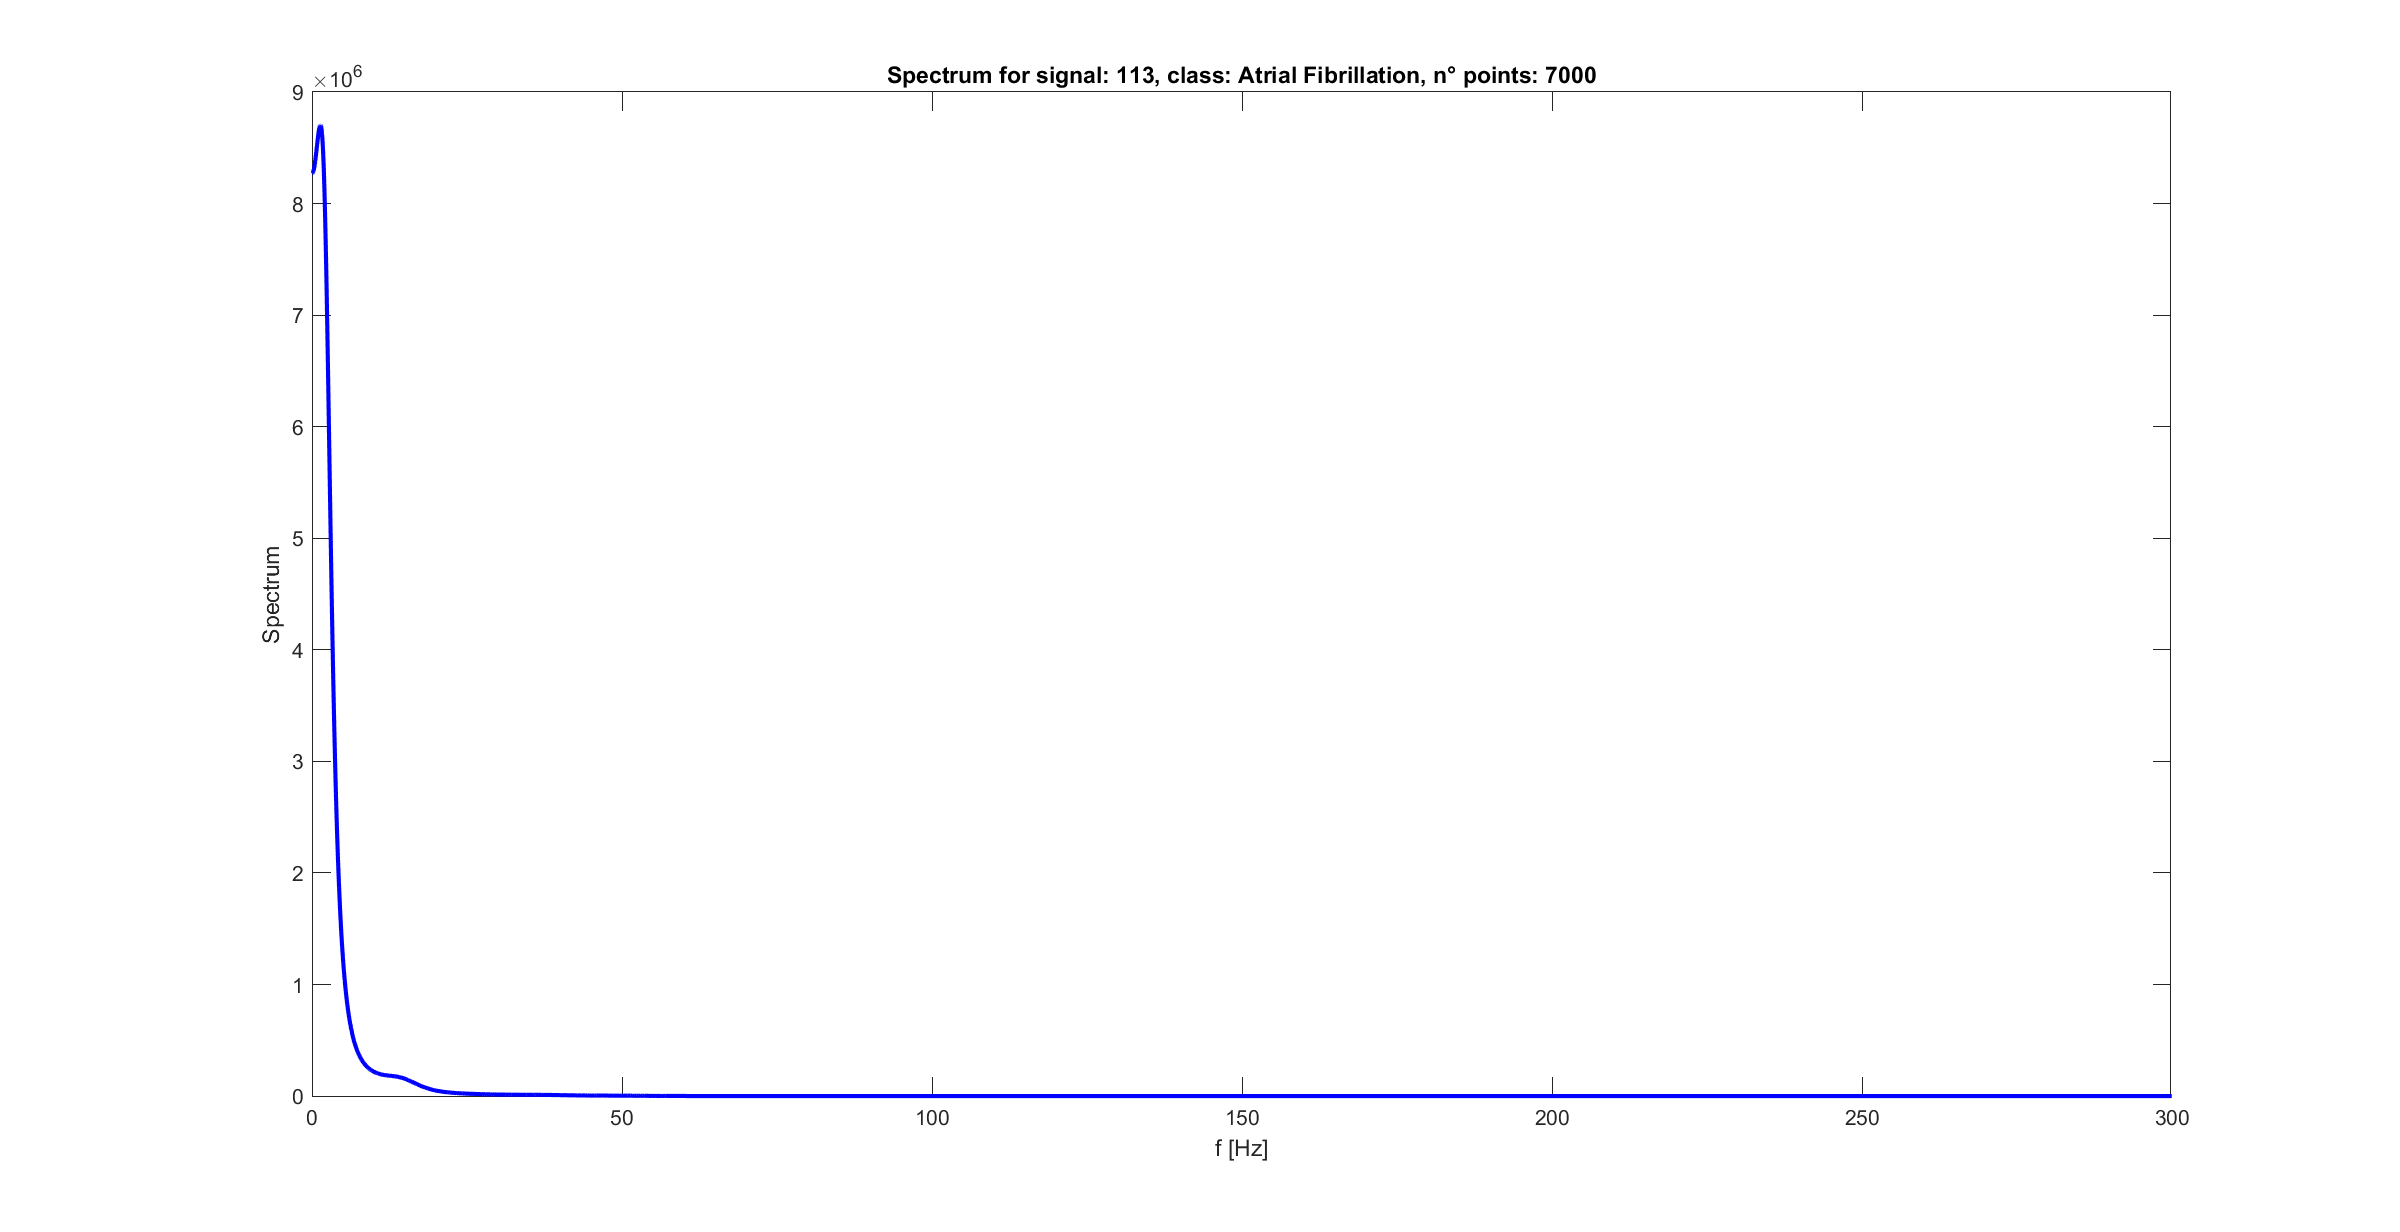 Spectrum for signal: 113, class: Atrial Fibrillation, n° points: 7000
×10⁶
9
8
7
6
5
4
3
2
1
0
Spectrum
0 50 100 150 200 250 300
f [Hz]